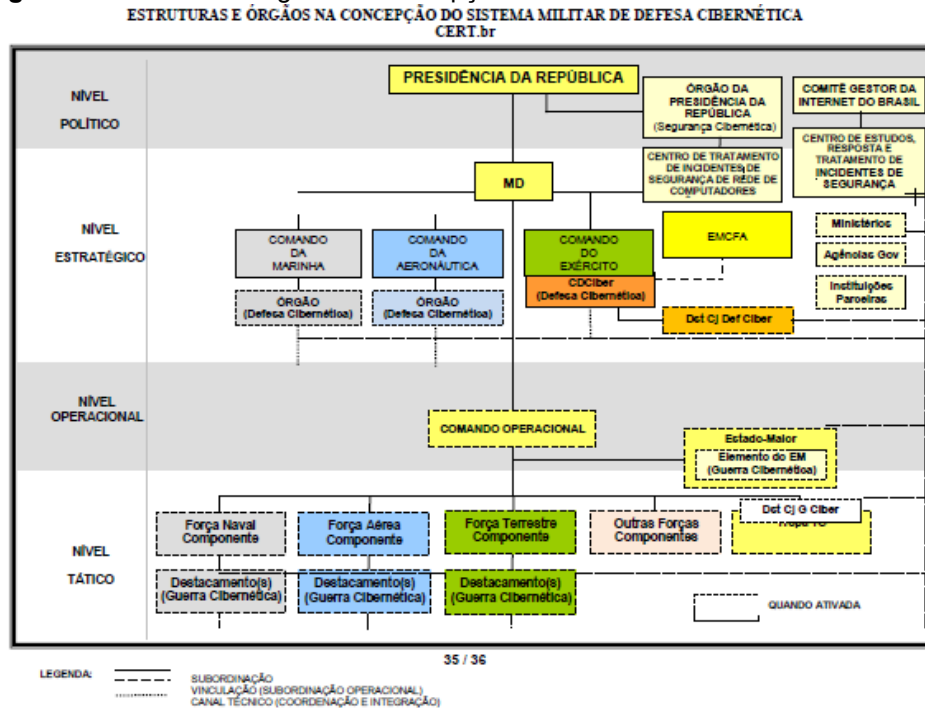 ESTRUTURAS E ÓRGÃOS NA CONCEPÇÃO DO SISTEMA MILITAR DE DEFESA CIBERNÉTICA
CERT.br
NÍVEL
POLÍTICO
PRESIDÊNCIA DA REPÚBLICA
ÓRGÃO DA
PRESIDÊNCIA DA
REPÚBLICA
(Segurança Cibernética)
COMITÊ GESTOR DA
INTERNET DO BRASIL
CENTRO DE TRATAMENTO
DE INCIDENTES DE
SEGURANÇA DE REDE DE
COMPUTADORES
CENTRO DE ESTUDOS,
RESPOSTA E
TRATAMENTO DE
INCIDENTES DE
SEGURANÇA
NÍVEL
ESTRATÉGICO
MD
COMANDO
DA
MARINHA
ÓRGÃO
(Defesa Cibernética)
COMANDO
DA
AERONÁUTICA
ÓRGÃO
(Defesa Cibernética)
COMANDO
DO
EXÉRCITO
CDCiber
(Defesa Cibernética)
EMCFA
Dst Cj Def Ciber
Ministérios
Agências Gov
Instituições
Parceiras
NÍVEL
OPERACIONAL
COMANDO OPERACIONAL
Estado-Maior
Elemento do EM
(Guerra Cibernética)
NÍVEL
TÁTICO
Força Naval
Componente
Força Aérea
Componente
Força Terrestre
Componente
Outras Forças
Componentes
Dst Cj G Ciber
Destacamento(s)
(Guerra Cibernética)
Destacamento(s)
(Guerra Cibernética)
Destacamento(s)
(Guerra Cibernética)
QUANDO ATIVADA
35 / 36
LEGENDA:
SUBORDINAÇÃO
VINCULAÇÃO (SUBORDINAÇÃO OPERACIONAL)
CANAL TÉCNICO (COORDENAÇÃO E INTEGRAÇÃO)